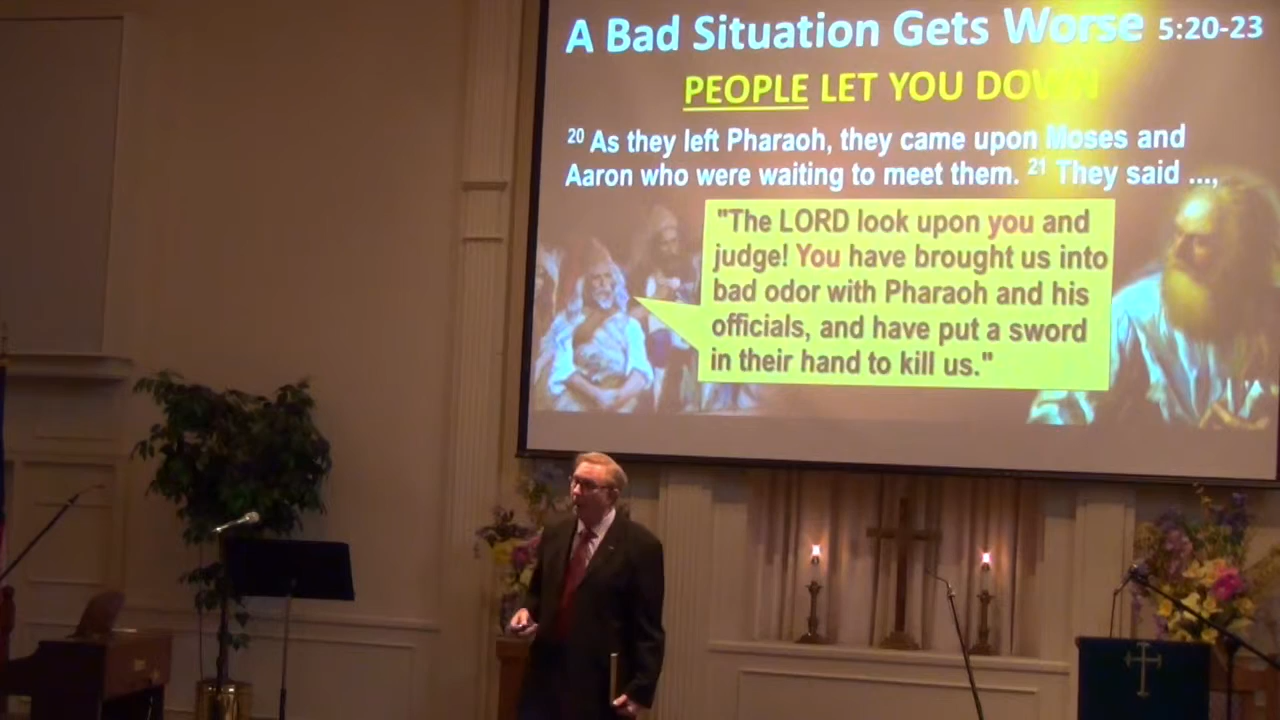 A Bad Situation Gets Worse 5:20-23
PEOPLE LET YOU DOWN
20 As they left Pharaoh, they came upon Moses and
Aaron who were waiting to meet them. 21 They said ...,
"The LORD look upon you and
judge! You have brought us into
bad odor with Pharaoh and his
officials, and have put a sword
in their hand to kill us."